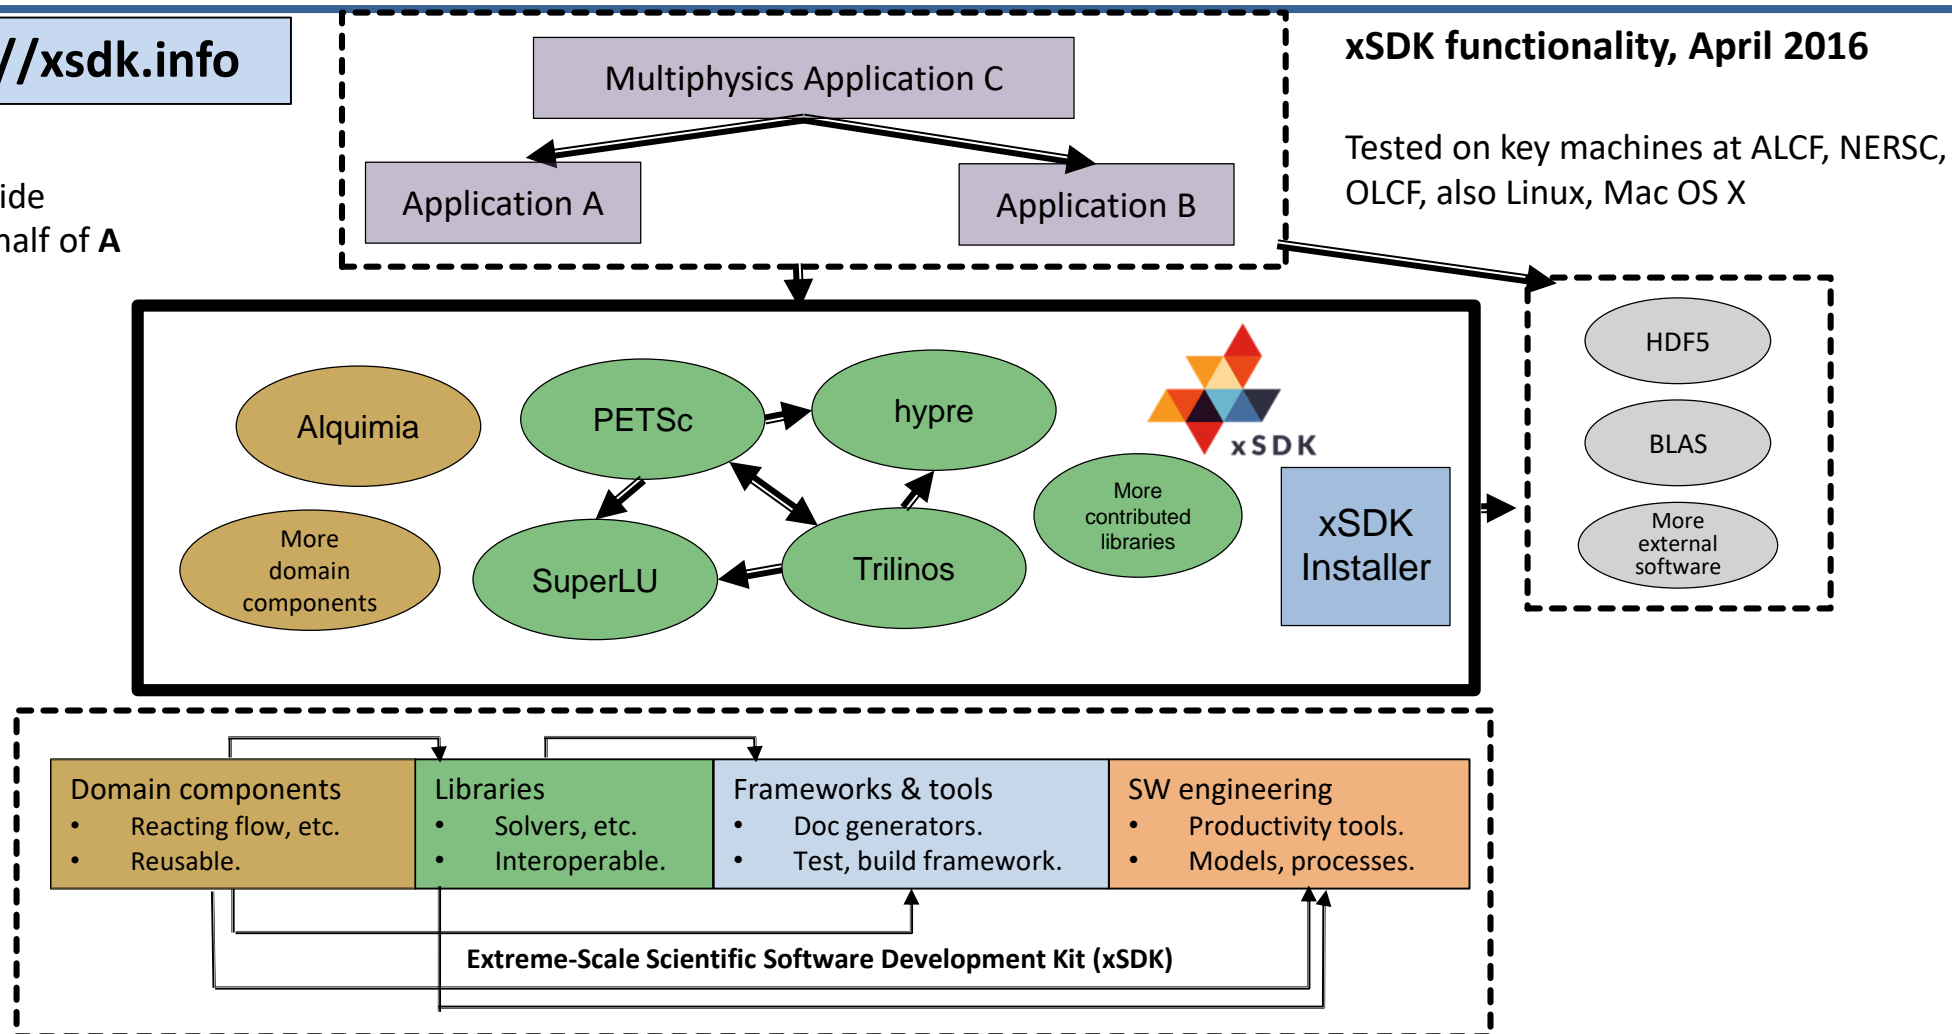 //xsdk.info
ide
half of A
Multiphysics Application C
Application A
Application B
xSDK functionality, April 2016
Tested on key machines at ALCF, NERSC,
OLCF, also Linux, Mac OS X
Alquimia
More
domain
components
PETSc
hypre
SuperLU
Trilinos
More
contributed
libraries
xSDK
xSDK
Installer
HDF5
BLAS
More
external
software
Domain components
• Reacting flow, etc.
• Reusable.
Libraries
• Solvers, etc.
• Interoperable.
Frameworks & tools
• Doc generators.
• Test, build framework.
SW engineering
• Productivity tools.
• Models, processes.
Extreme-Scale Scientific Software Development Kit (xSDK)